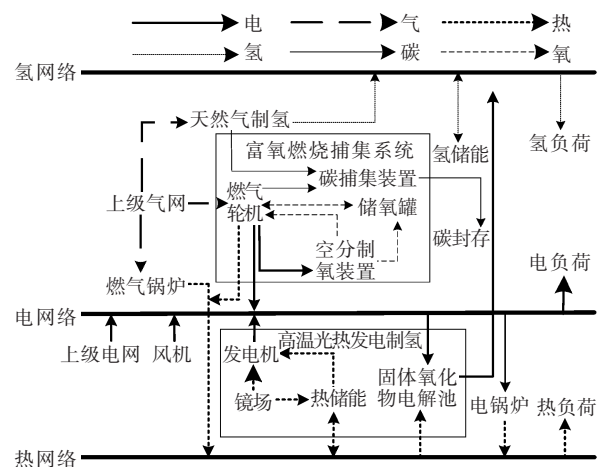 电 气 热
氢 碳 氧
氢网络
天然气制氢
富氧燃烧捕集系统
氢储能
氢负荷
碳捕集装置
燃气
轮机
上级气网
储氧罐
碳封存
空分制
氧装置
燃气锅炉
电负荷
电网络
上级电网
风机
发电机
高温光热发电制氢
镜场
热储能
固体氧化
物电解池
电锅炉
热负荷
热网络